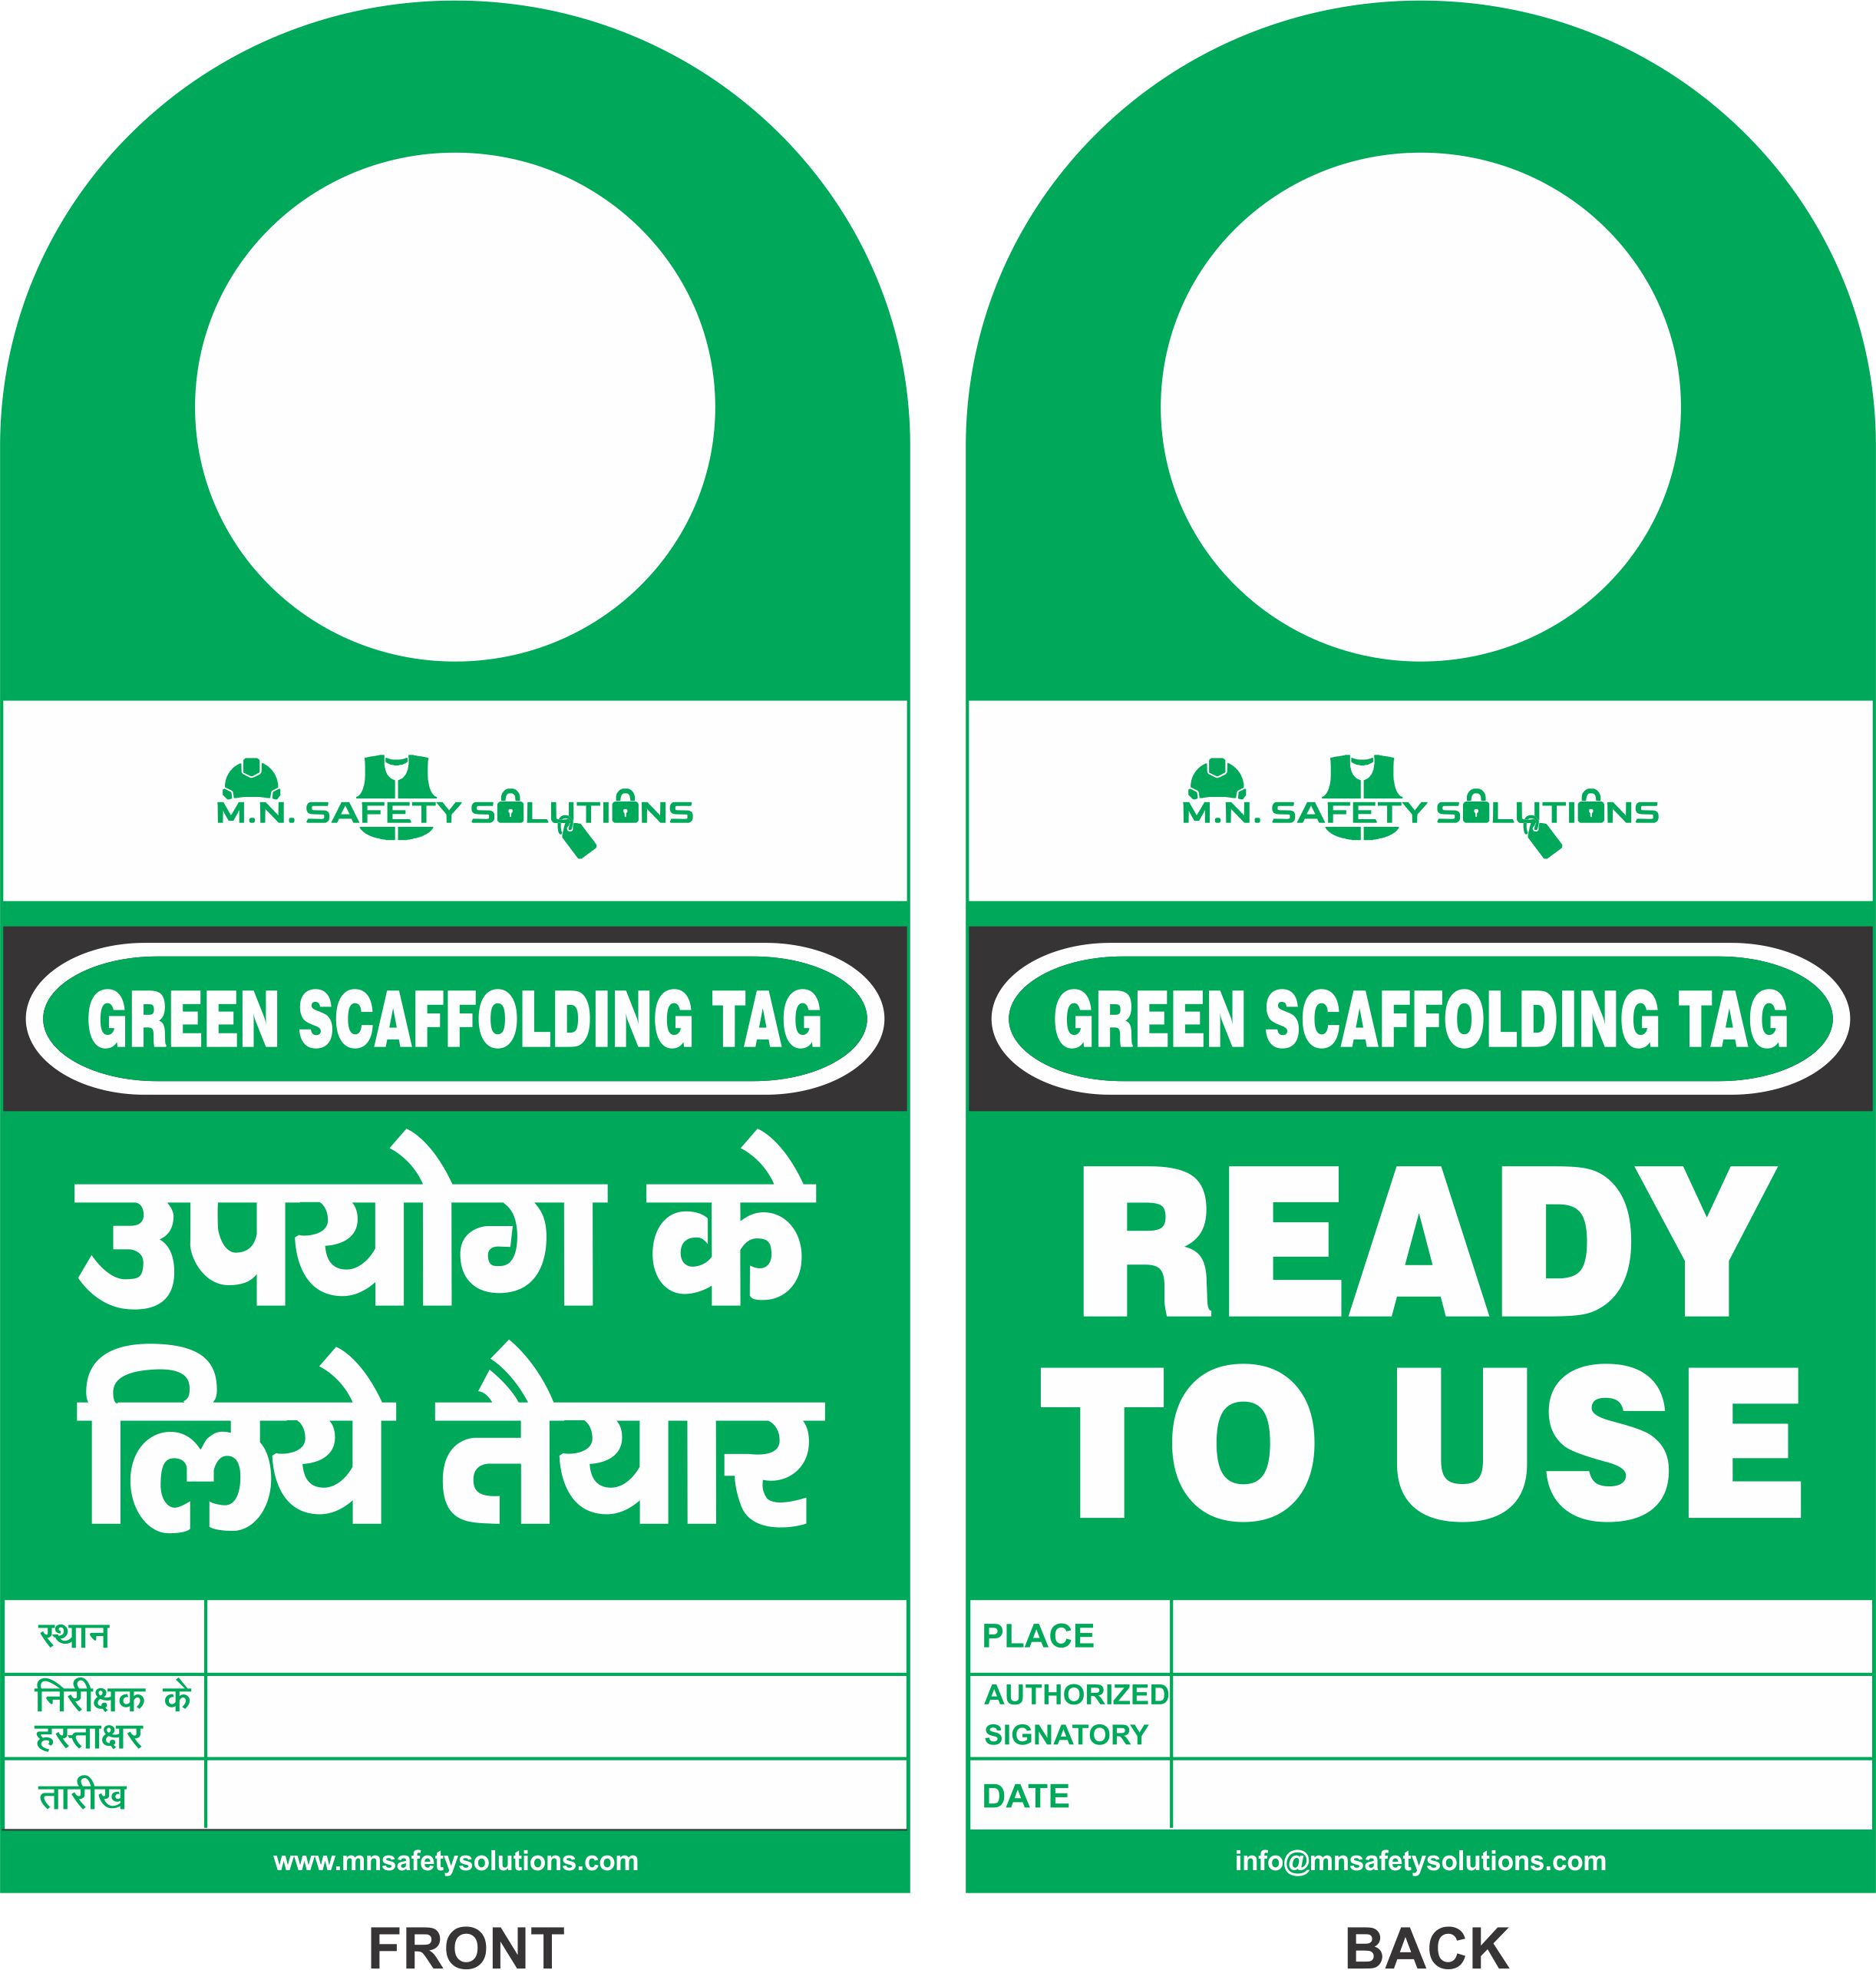 M.N. SAFETY SOLUTIONS
GREEN SCAFFOLDING TAG
उपयोग के
लिये तैयार
स्थान
निरीक्षक के
हस्ताक्षर
तारीख
www.mnsafetysolutions.com
FRONT
M.N. SAFETY SOLUTIONS
GREEN SCAFFOLDING TAG
READY
TO USE
PLACE
AUTHORIZED
SIGNATORY
DATE
info@mnsafetysolutions.com
BACK